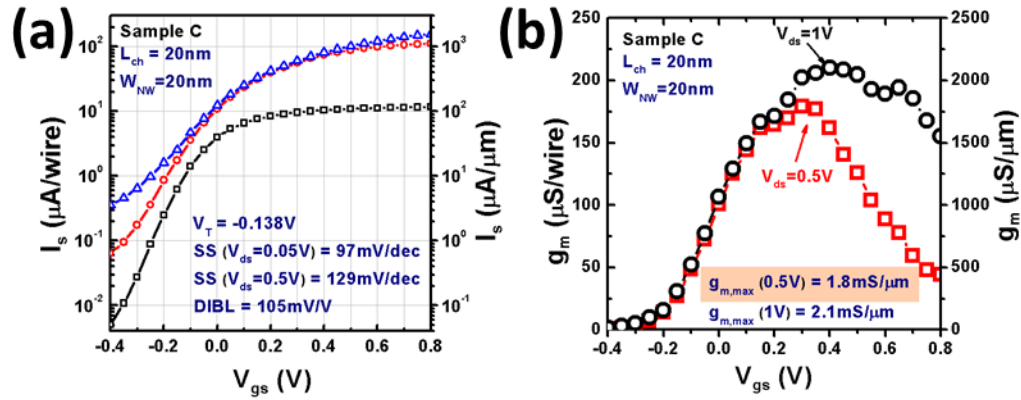 (a)
Sample C
L_ch = 20nm
W_NW=20nm
V_T = -0.138V
SS (V_ds=0.05V) = 97mV/dec
SS (V_ds=0.5V) = 129mV/dec
DIBL = 105mV/V
I_s (μA/wire)
10^2
10^1
10^0
10^-1
10^-2
I_s (μA/μm)
10^3
10^2
10^1
10^0
10^-1
-0.4 -0.2 0.0 0.2 0.4 0.6 0.8
V_gs (V)
(b)
Sample C
L_ch = 20nm
W_NW=20nm
V_ds=1V
V_ds=0.5V
g_m,max (0.5V) = 1.8mS/μm
g_m,max (1V) = 2.1mS/μm
g_m (μS/wire)
250
200
150
100
50
0
g_m (μS/μm)
2500
2000
1500
1000
500
0
-0.4 -0.2 0.0 0.2 0.4 0.6 0.8
V_gs (V)